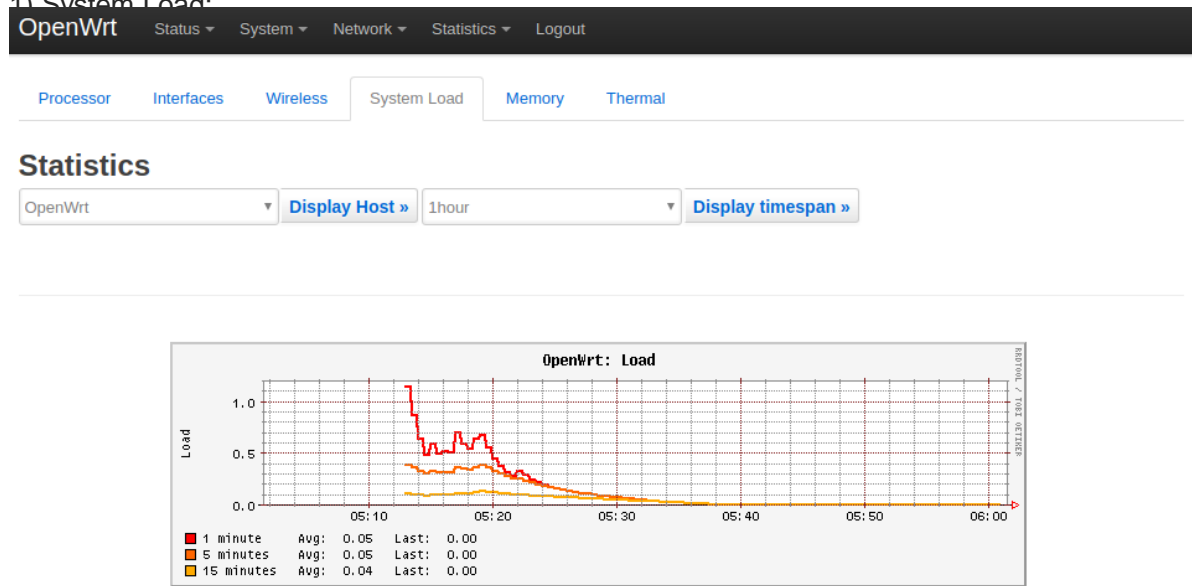 1) System Load:
OpenWrt Status System Network Statistics Logout
Processor Interfaces Wireless System Load Memory Thermal
Statistics
OpenWrt Display Host » 1hour Display timespan »
OpenWrt: Load
RRDTOOL / TOBI OETIKER
Load
1.0
0.5
0.0
05:10 05:20 05:30 05:40 05:50 06:00
1 minute Avg: 0.05 Last: 0.00
5 minutes Avg: 0.05 Last: 0.00
15 minutes Avg: 0.04 Last: 0.00